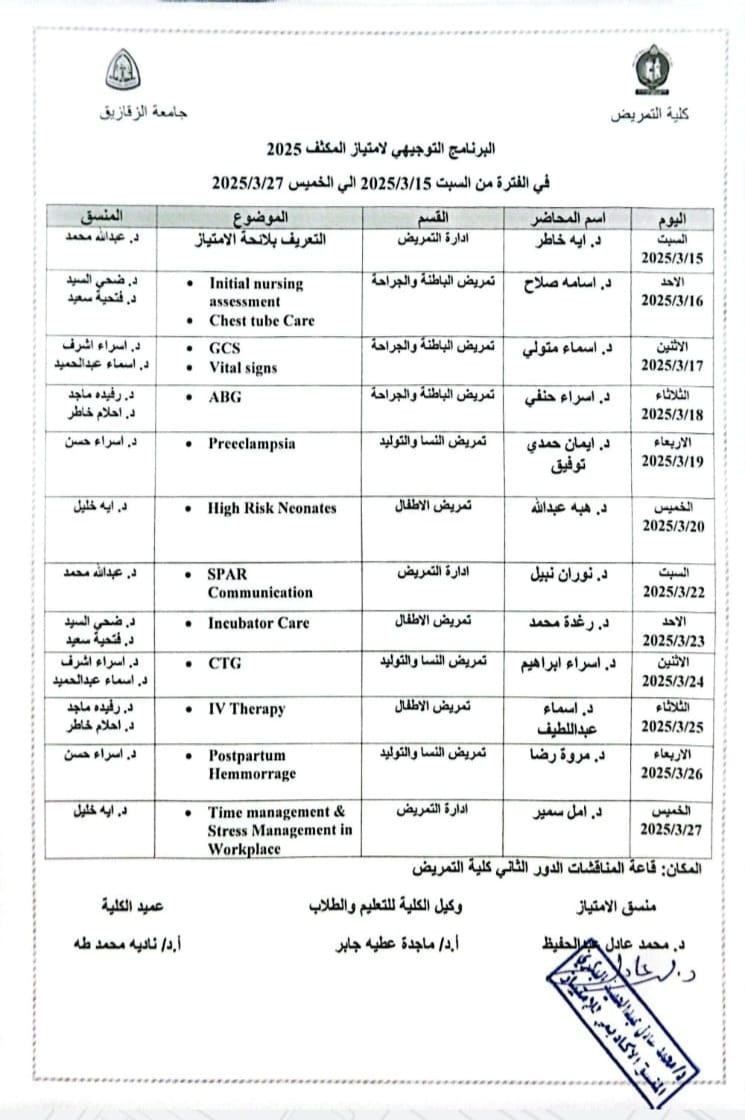 كلية التمريض
جامعة الزقازيق
البرنامج التوجيهي لامتياز المكثف 2025
في الفترة من السبت 2025/3/15 الي الخميس 2025/3/27
اليوم اسم المحاضر القسم الموضوع المنسق
السبت د. ايه خاطر ادارة التمريض التعريف بلائحة الامتياز د. عبدالله محمد
2025/3/15
الاحد د. اسامه صلاح تمريض الباطنة والجراحة • Initial nursing د. ضحي السيد
2025/3/16 assessment د. فتحية سعيد
• Chest tube Care
الاثنين د. اسماء متولي تمريض الباطنة والجراحة • GCS د. اسراء اشرف
2025/3/17 • Vital signs د. اسماء عبدالحميد
الثلاثاء د. اسراء حنفي تمريض الباطنة والجراحة • ABG د. رفيده ماجد
2025/3/18 د. احلام خاطر
الاربعاء د. ايمان حمدي تمريض النسا والتوليد • Preeclampsia د. اسراء حسن
2025/3/19 توفيق
الخميس د. هبه عبدالله تمريض الاطفال • High Risk Neonates د. ايه خليل
2025/3/20
السبت د. نوران نبيل ادارة التمريض • SPAR د. عبدالله محمد
2025/3/22 Communication
الاحد د. رغدة محمد تمريض الاطفال • Incubator Care د. ضحي السيد
2025/3/23 د. فتحية سعيد
الاثنين د. اسراء ابراهيم تمريض النسا والتوليد • CTG د. اسراء اشرف
2025/3/24 د. اسماء عبدالحميد
الثلاثاء د. اسماء تمريض الاطفال • IV Therapy د. رفيده ماجد
2025/3/25 عبداللطيف د. احلام خاطر
الاربعاء د. مروة رضا تمريض النسا والتوليد • Postpartum د. اسراء حسن
2025/3/26 Hemmorrage
الخميس د. امل سمير ادارة التمريض • Time management & د. ايه خليل
2025/3/27 Stress Management in
Workplace
المكان: قاعة المناقشات الدور الثاني كلية التمريض
منسق الامتياز وكيل الكلية للتعليم والطلاب عميد الكلية
د. محمد عادل عبدالحفيظ أ.د/ ماجدة عطيه جابر أ.د/ ناديه محمد طه